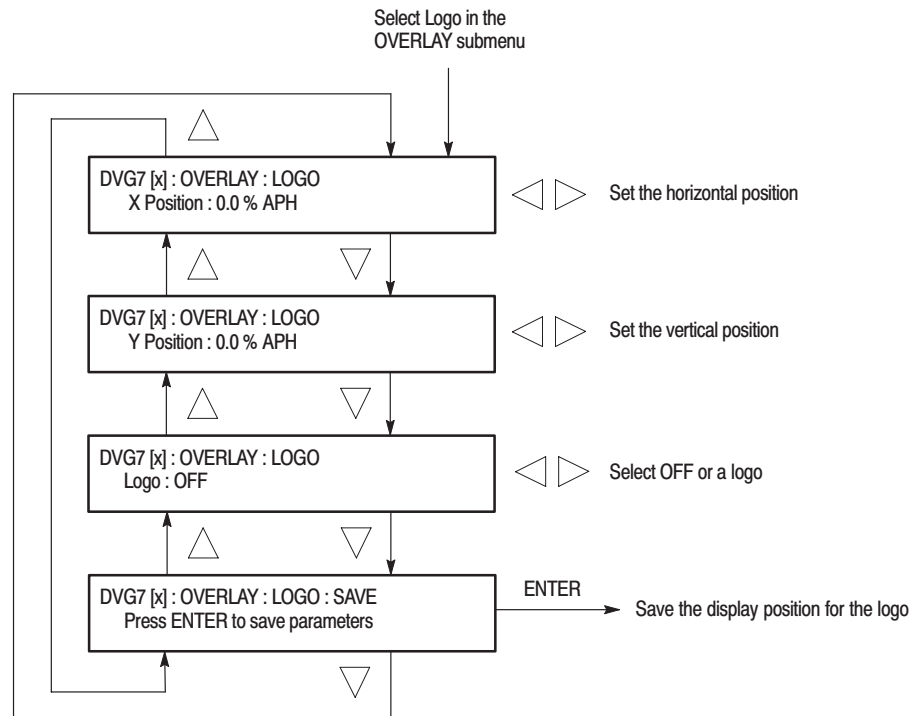 Select Logo in the
OVERLAY submenu
DVG7 [x] : OVERLAY : LOGO
X Position : 0.0 % APH
Set the horizontal position
DVG7 [x] : OVERLAY : LOGO
Y Position : 0.0 % APH
Set the vertical position
DVG7 [x] : OVERLAY : LOGO
Logo : OFF
Select OFF or a logo
DVG7 [x] : OVERLAY : LOGO : SAVE
Press ENTER to save parameters
ENTER
Save the display position for the logo